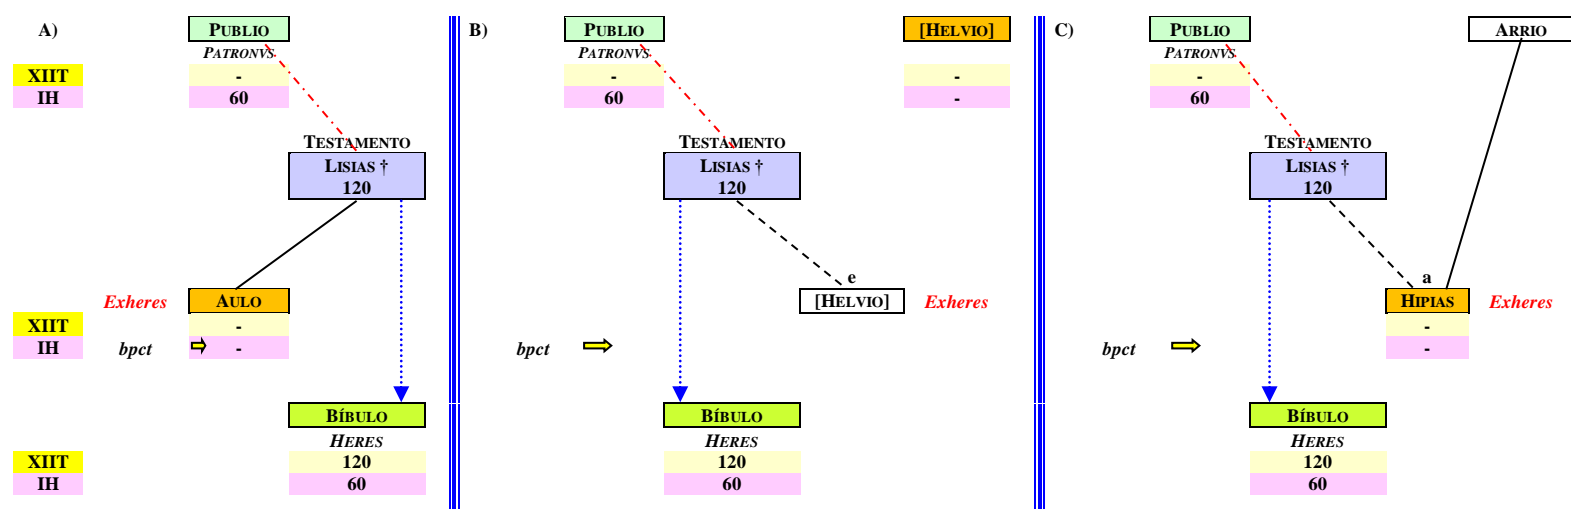 A)
PUBLIO
PATRONVS
XIIT
-
IH
60
TESTAMENTO
LISIAS †
120
Exheres
AULO
XIIT
-
IH
bpct
-
BÍBULO
HERES
XIIT
120
IH
60
B)
PUBLIO
[HELVIO]
PATRONVS
-
-
60
-
TESTAMENTO
LISIAS †
120
e
[HELVIO]
Exheres
bpct
BÍBULO
HERES
120
60
C)
PUBLIO
ARRIO
PATRONVS
-
60
TESTAMENTO
LISIAS †
120
a
HIPIAS
Exheres
-
bpct
-
BÍBULO
HERES
120
60